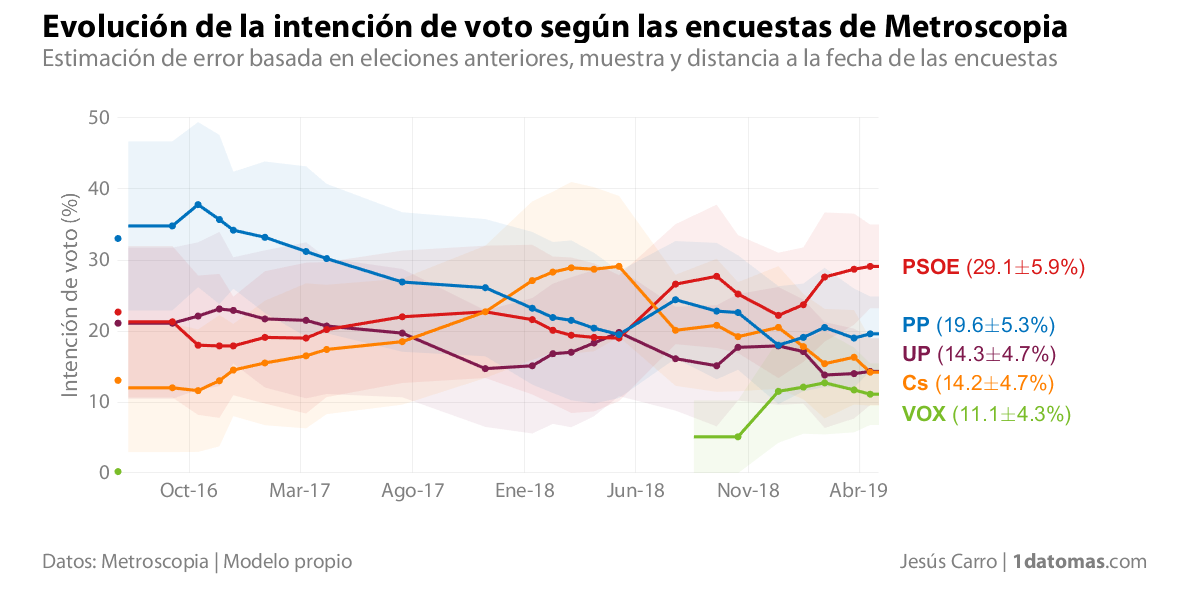 Evolución de la intención de voto según las encuestas de Metroscopia
Estimación de error basada en eleciones anteriores, muestra y distancia a la fecha de las encuestas
Intención de voto (%)
50
40
30
20
10
0
Oct-16 Mar-17 Ago-17 Ene-18 Jun-18 Nov-18 Abr-19
PSOE (29.1±5.9%)
PP (19.6±5.3%)
UP (14.3±4.7%)
Cs (14.2±4.7%)
VOX (11.1±4.3%)
Datos: Metroscopia | Modelo propio
Jesús Carro | 1datomas.com